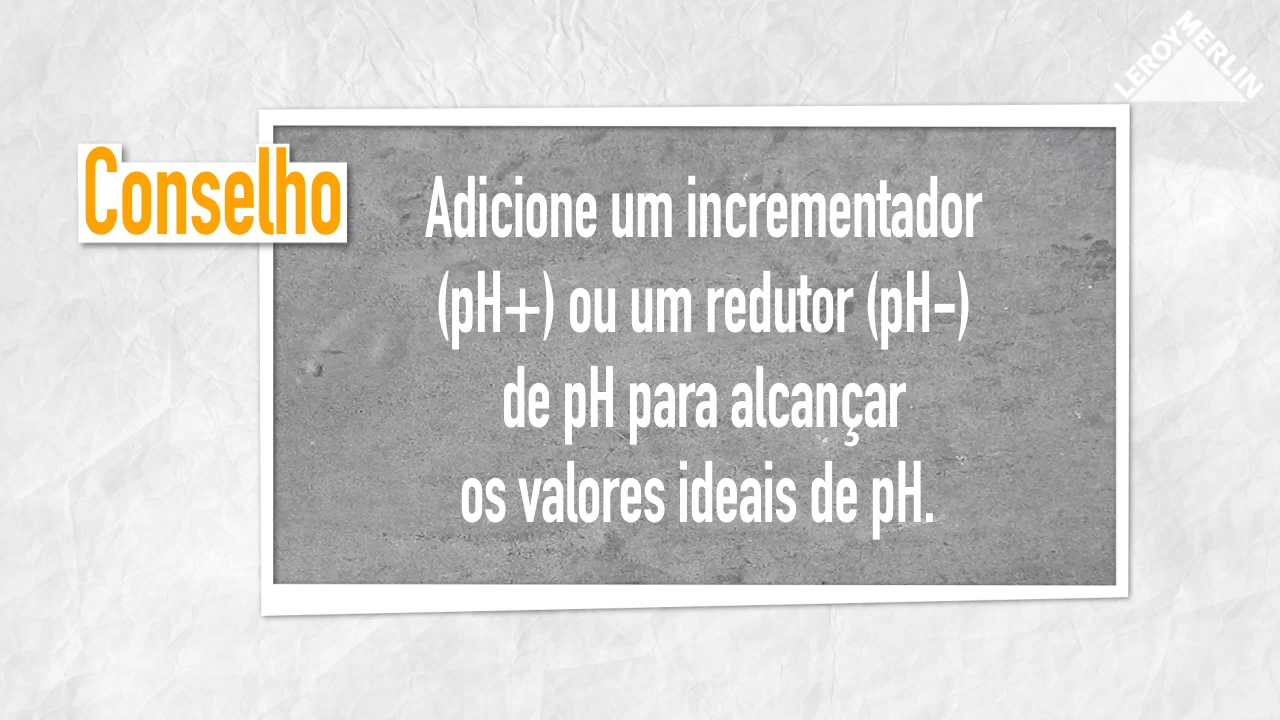 LEROY MERLIN
Conselho
Adicione um incrementador
(pH+) ou um redutor (pH-)
de pH para alcançar
os valores ideais de pH.